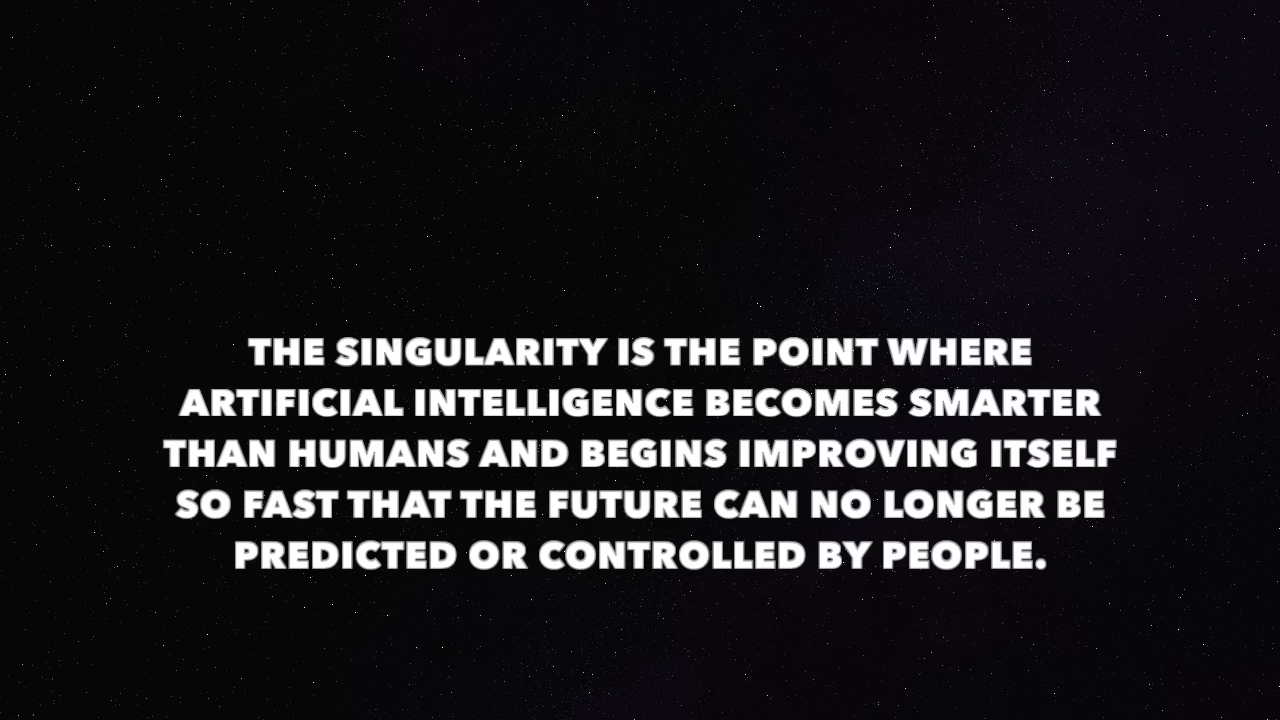 THE SINGULARITY IS THE POINT WHERE
ARTIFICIAL INTELLIGENCE BECOMES SMARTER
THAN HUMANS AND BEGINS IMPROVING ITSELF
SO FAST THAT THE FUTURE CAN NO LONGER BE
PREDICTED OR CONTROLLED BY PEOPLE.